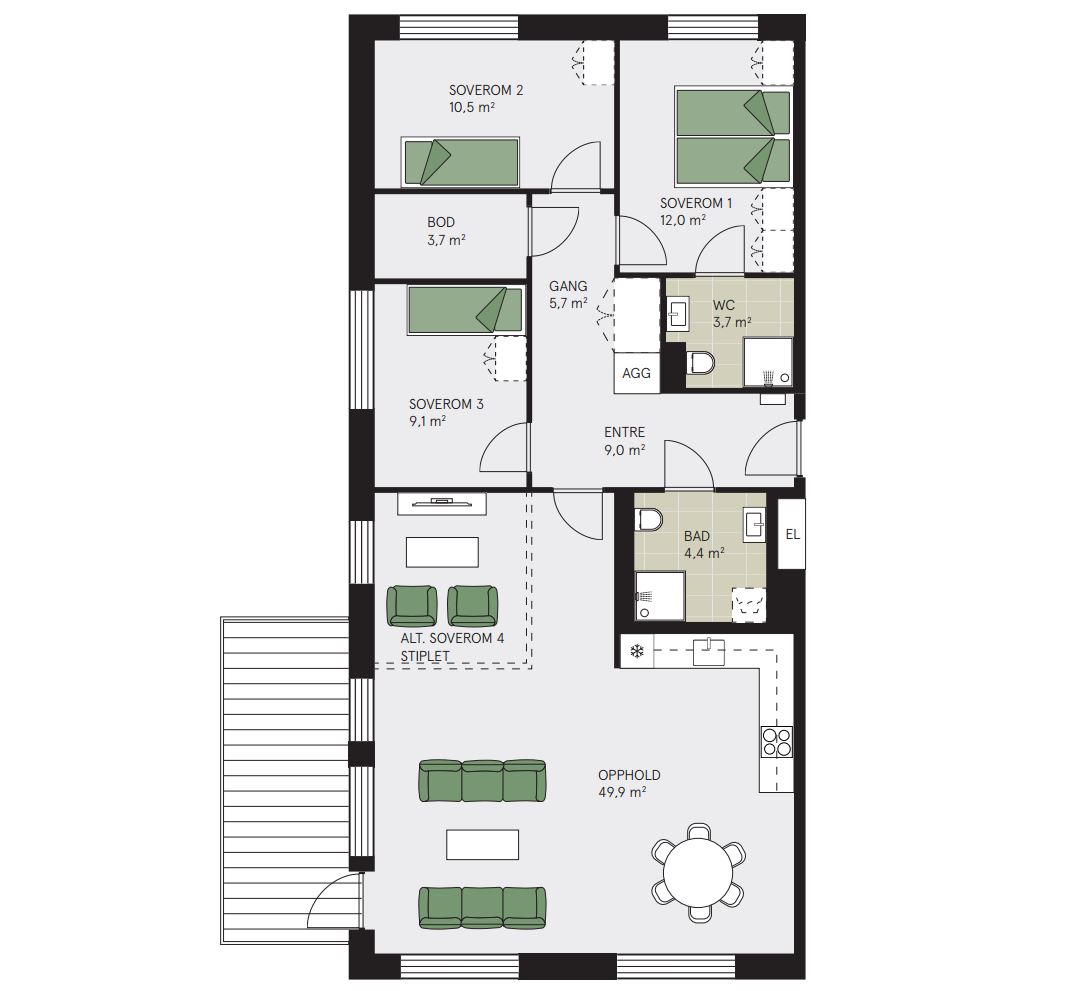 SOVEROM 2
10,5 m²
SOVEROM 1
12,0 m²
BOD
3,7 m²
GANG
5,7 m²
WC
3,7 m²
AGG
SOVEROM 3
9,1 m²
ENTRE
9,0 m²
BAD
4,4 m²
EL
ALT. SOVEROM 4
STIPLET
OPPHOLD
49,9 m²